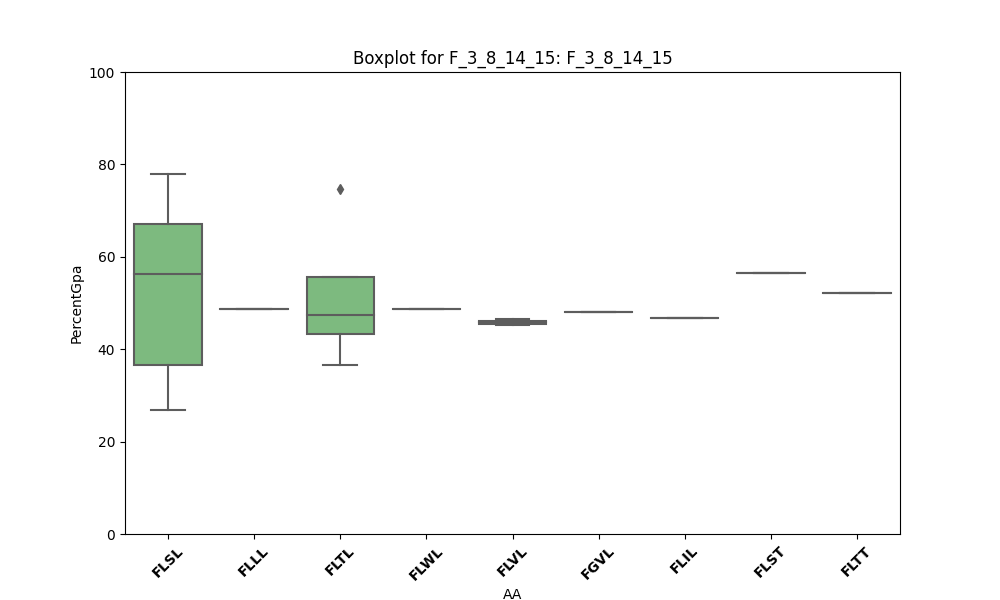 Boxplot for F_3_8_14_15: F_3_8_14_15
100
80
60
40
20
0
PercentGpa
FLSL
FLLL
FLTL
FLWL
FLVL
FGVL
FLIL
FLST
FLTT
AA